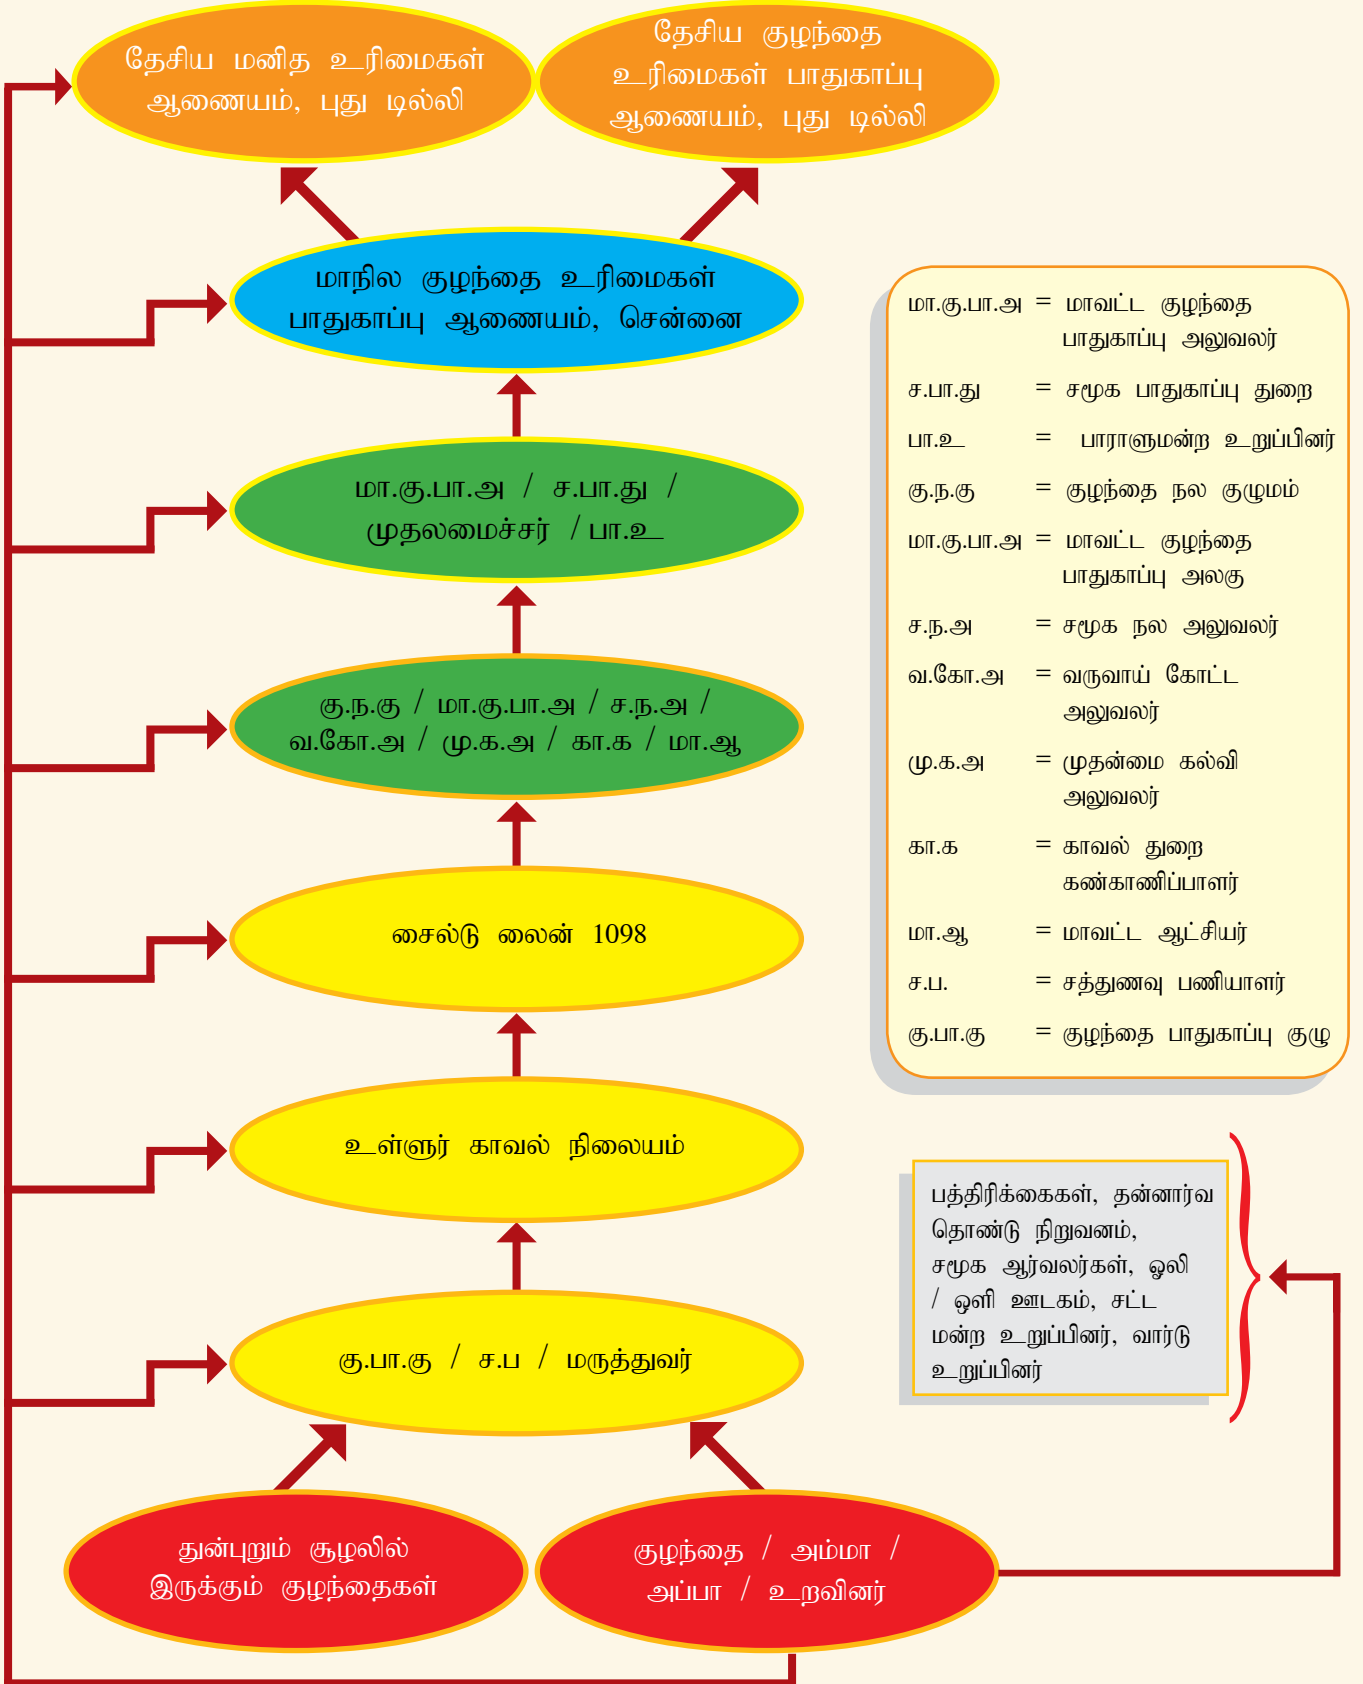 தேசிய மனித உரிமைகள்
ஆணையம், புது டில்லி
தேசிய குழந்தை
உரிமைகள் பாதுகாப்பு
ஆணையம், புது டில்லி
மாநில குழந்தை உரிமைகள்
பாதுகாப்பு ஆணையம், சென்னை
மா.கு.பா.அ / ச.பா.து /
முதலமைச்சர் / பா.உ
கு.ந.கு / மா.கு.பா.அ / ச.ந.அ /
வ.கோ.அ / மு.க.அ / கா.க / மா.ஆ
சைல்டு லைன் 1098
உள்ளுர் காவல் நிலையம்
கு.பா.கு / ச.ப / மருத்துவர்
துன்புறும் சூழலில்
இருக்கும் குழந்தைகள்
குழந்தை / அம்மா /
அப்பா / உறவினர்
மா.கு.பா.அ = மாவட்ட குழந்தை
பாதுகாப்பு அலுவலர்
ச.பா.து = சமூக பாதுகாப்பு துறை
பா.உ = பாராளுமன்ற உறுப்பினர்
கு.ந.கு = குழந்தை நல குழுமம்
மா.கு.பா.அ = மாவட்ட குழந்தை
பாதுகாப்பு அலகு
ச.ந.அ = சமூக நல அலுவலர்
வ.கோ.அ = வருவாய் கோட்ட
அலுவலர்
மு.க.அ = முதன்மை கல்வி
அலுவலர்
கா.க = காவல் துறை
கண்காணிப்பாளர்
மா.ஆ = மாவட்ட ஆட்சியர்
ச.ப. = சத்துணவு பணியாளர்
கு.பா.கு = குழந்தை பாதுகாப்பு குழு
பத்திரிக்கைகள், தன்னார்வ
தொண்டு நிறுவனம்,
சமூக ஆர்வலர்கள், ஓலி
/ ஒளி ஊடகம், சட்ட
மன்ற உறுப்பினர், வார்டு
உறுப்பினர்